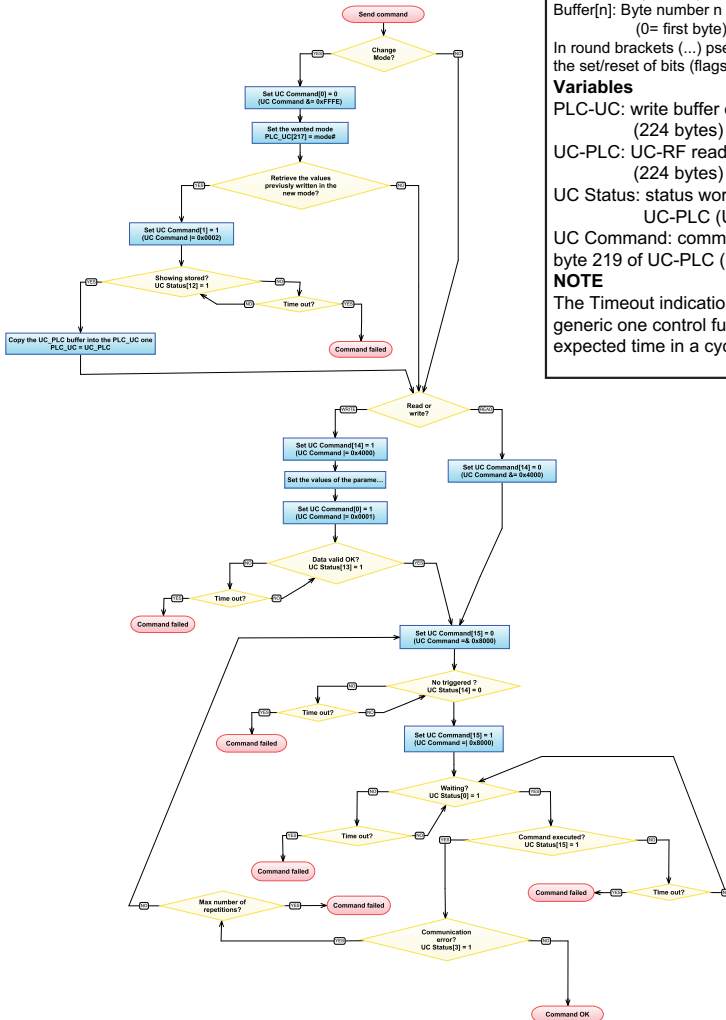 Send command
Change
Mode?
YES
NO
Set UC Command[0] = 0
(UC Command &= 0xFFFE)
Set the wanted mode
PLC_UC[217] = mode#
Retrieve the values
previusly written in the
new mode?
YES
NO
Set UC Command[1] = 1
(UC Command |= 0x0002)
Showing stored?
UC Status[12] = 1
YES
NO
Time out?
NO
YES
Command failed
Copy the UC_PLC buffer into the PLC_UC one
PLC_UC = UC_PLC
Read or
write?
WRITE
READ
Set UC Command[14] = 1
(UC Command |= 0x4000)
Set UC Command[14] = 0
(UC Command &= 0x4000)
Set the values of the parame...
Set UC Command[0] = 1
(UC Command |= 0x0001)
Data valid OK?
UC Status[13] = 1
NO
YES
Time out?
YES
NO
Command failed
Set UC Command[15] = 0
(UC Command =& 0x8000)
No triggered ?
UC Status[14] = 0
NO
Time out?
YES
NO
Command failed
Set UC Command[15] = 1
(UC Command =| 0x8000)
Waiting?
UC Status[0] = 1
NO
YES
Time out?
YES
NO
Command failed
Command executed?
UC Status[15] = 1
YES
NO
Time out?
YES
Command failed
Max number of
repetitions?
NO
YES
Command failed
Communication
error?
UC Status[3] = 1
YES
NO
Command OK
Buffer[n]: Byte number n
(0= first byte)
In round brackets (...) pse
the set/reset of bits (flags
Variables
PLC-UC: write buffer
(224 bytes)
UC-PLC: UC-RF read
(224 bytes)
UC Status: status wor
UC-PLC (U
UC Command: comm
byte 219 of UC-PLC (
NOTE
The Timeout indicatio
generic one control fu
expected time in a cyc